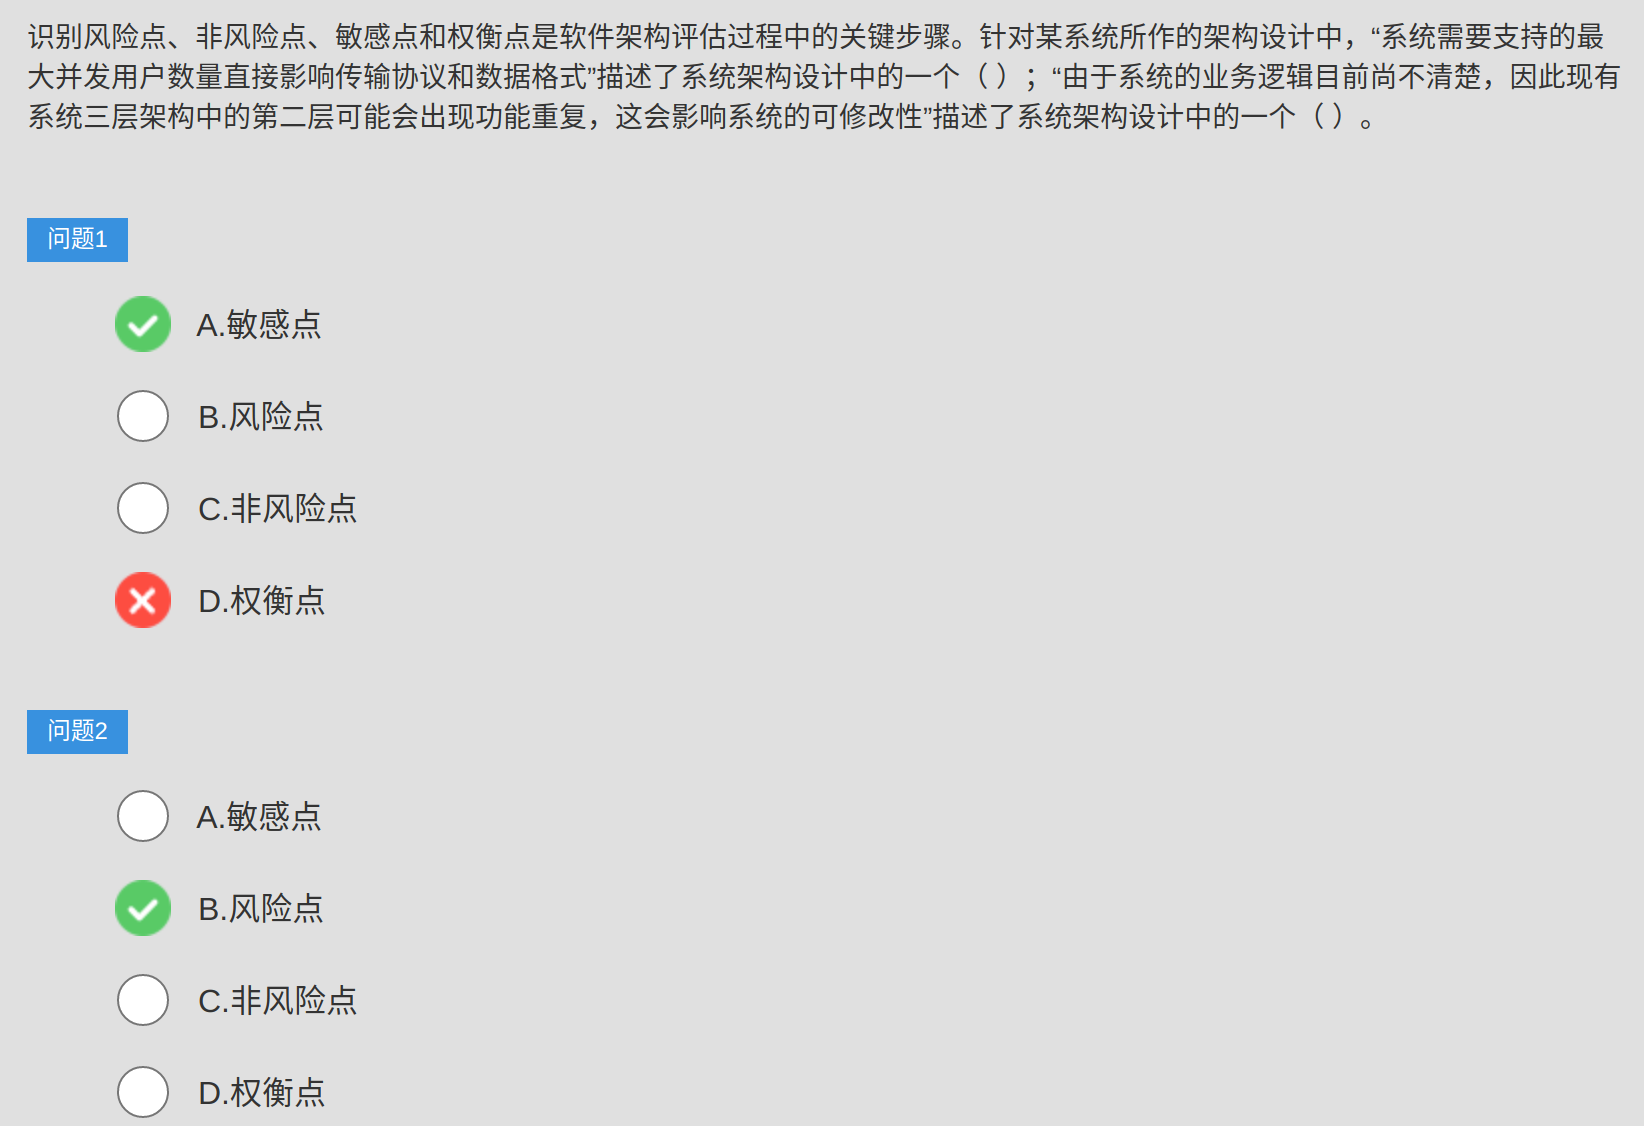 识别风险点、非风险点、敏感点和权衡点是软件架构评估过程中的关键步骤。针对某系统所作的架构设计中，“系统需要支持的最
大并发用户数量直接影响传输协议和数据格式”描述了系统架构设计中的一个（ ）；“由于系统的业务逻辑目前尚不清楚，因此现有
系统三层架构中的第二层可能会出现功能重复，这会影响系统的可修改性”描述了系统架构设计中的一个（ ）。
问题1
A.敏感点
B.风险点
C.非风险点
D.权衡点
问题2
A.敏感点
B.风险点
C.非风险点
D.权衡点